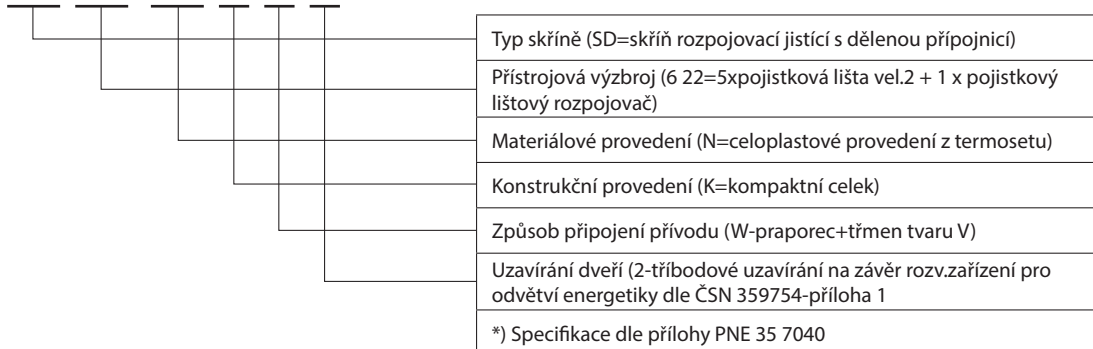 Typ skříně (SD=skříň rozpojovací jistící s dělenou přípojnicí)
Přístrojová výzbroj (6 22=5xpojistková lišta vel.2 + 1 x pojistkový
lištový rozpojovač)
Materiálové provedení (N=celoplastové provedení z termosetu)
Konstrukční provedení (K=kompaktní celek)
Způsob připojení přívodu (W-praporec+třmen tvaru V)
Uzavírání dveří (2-tříbodové uzavírání na závěr rozv.zařízení pro
odvětví energetiky dle ČSN 359754-příloha 1
*) Specifikace dle přílohy PNE 35 7040